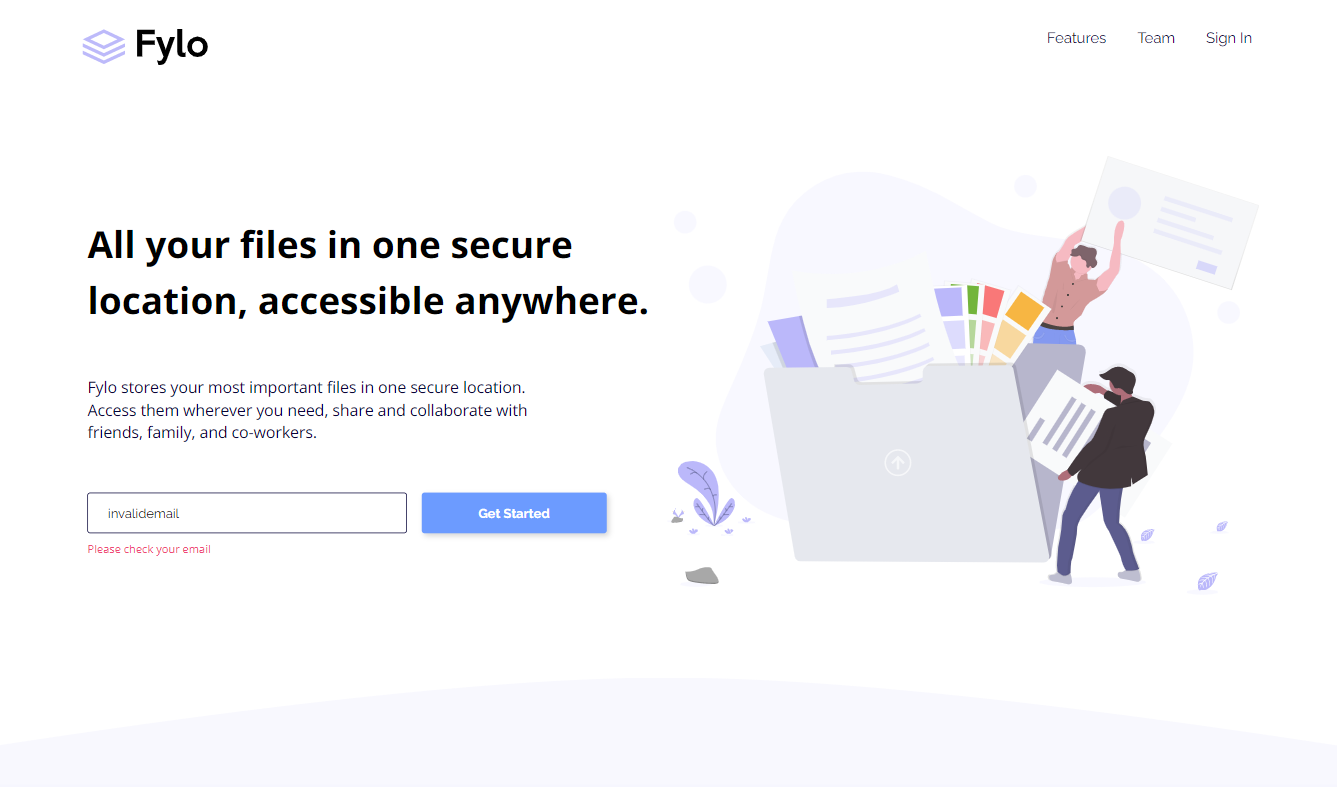 Fylo
Features Team Sign In
All your files in one secure
location, accessible anywhere.
Fylo stores your most important files in one secure location.
Access them wherever you need, share and collaborate with
friends, family, and co-workers.
invalidemail
Get Started
Please check your email